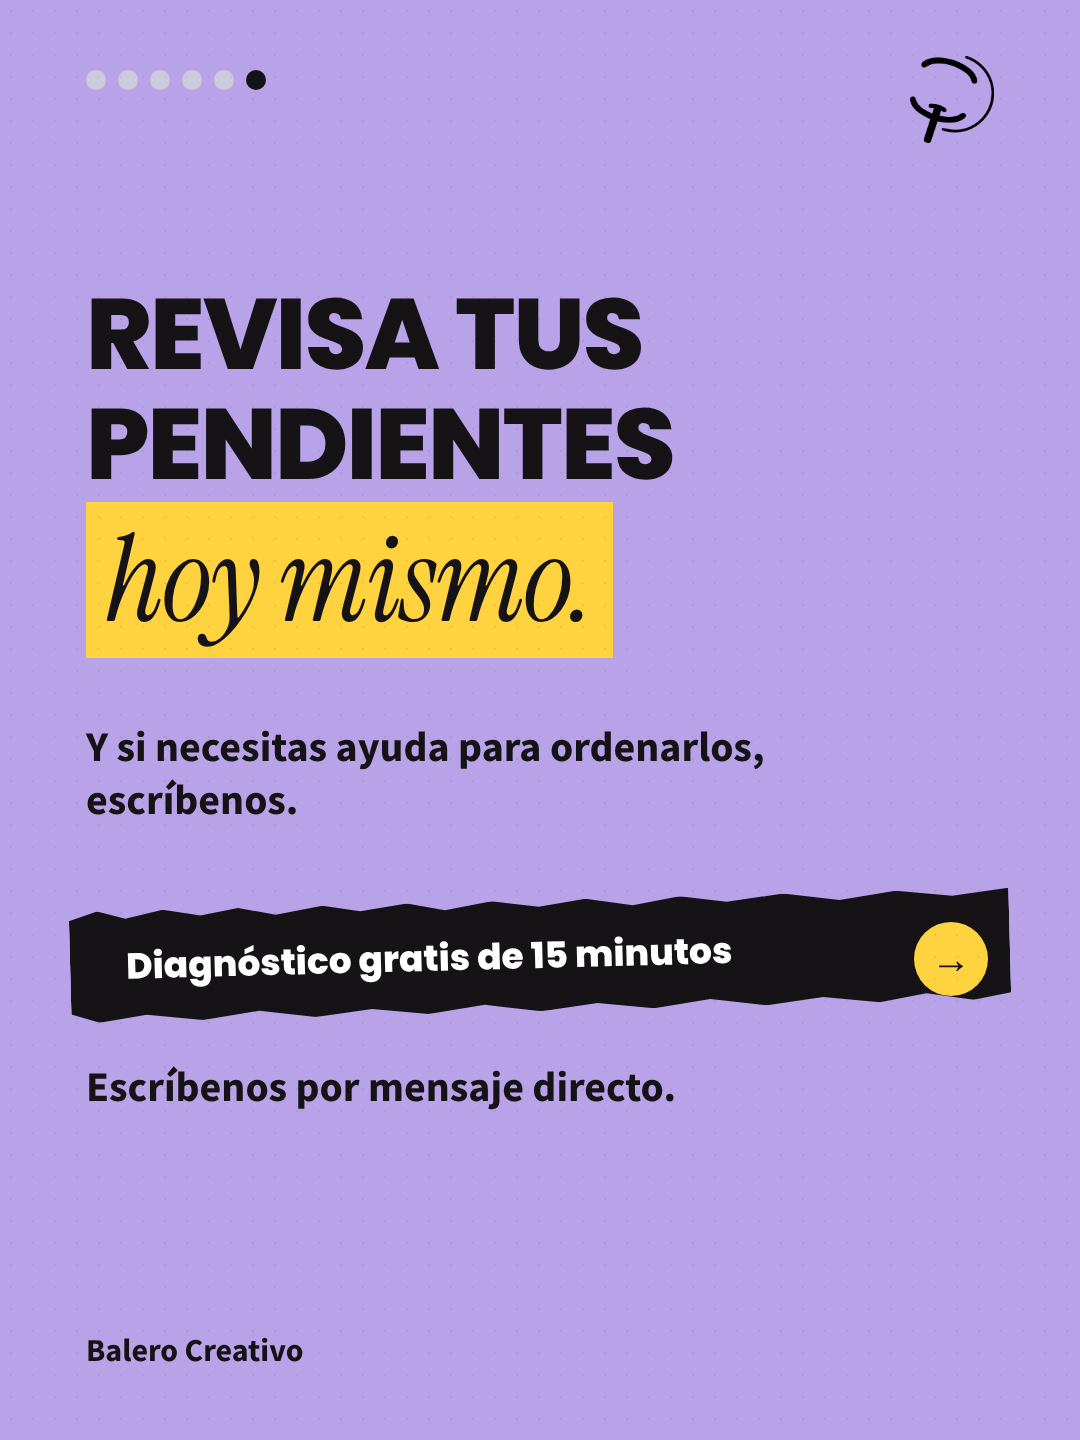 REVISA TUS
PENDIENTES
hoy mismo.
Y si necesitas ayuda para ordenarlos,
escríbenos.
Diagnóstico gratis de 15 minutos →
Escríbenos por mensaje directo.
Balero Creativo